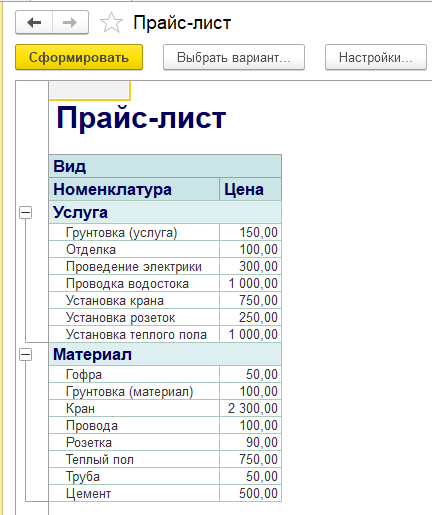 Прайс-лист
Сформировать Выбрать вариант... Настройки...
Прайс-лист
Вид
Номенклатура Цена
Услуга
Грунтовка (услуга) 150,00
Отделка 100,00
Проведение электрики 300,00
Проводка водостока 1 000,00
Установка крана 750,00
Установка розеток 250,00
Установка теплого пола 1 000,00
Материал
Гофра 50,00
Грунтовка (материал) 100,00
Кран 2 300,00
Провода 100,00
Розетка 90,00
Теплый пол 750,00
Труба 50,00
Цемент 500,00